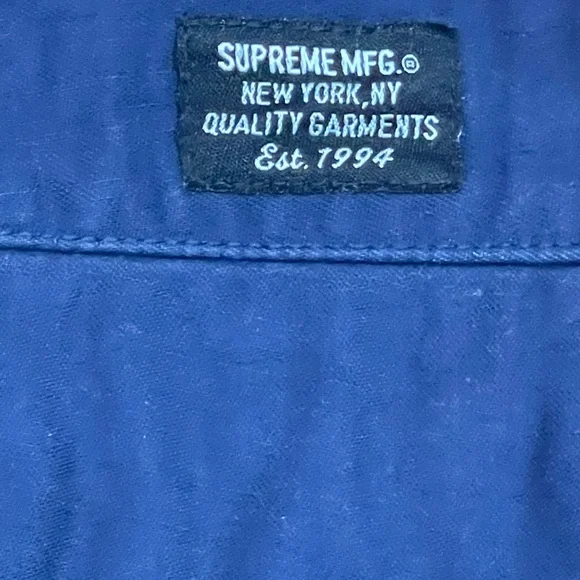 SUPREME MFG.®
NEW YORK, NY
QUALITY GARMENTS
Est. 1994